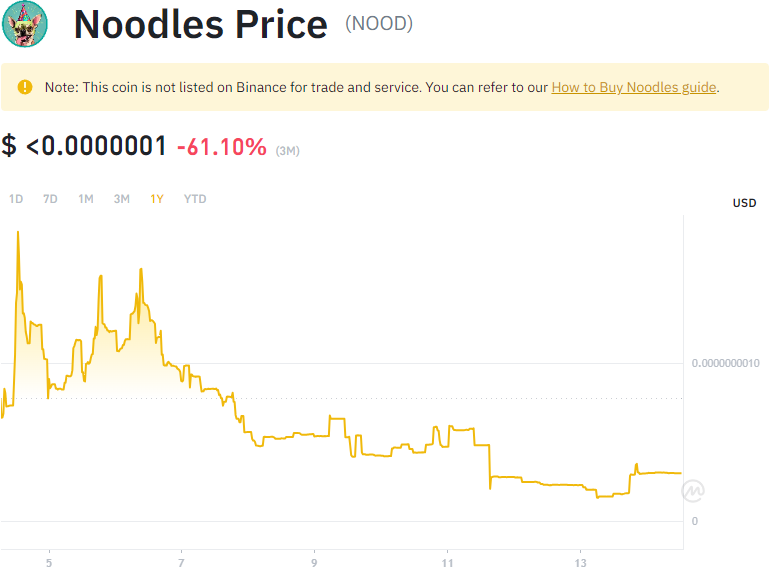 Noodles Price (NOOD)
Note: This coin is not listed on Binance for trade and service. You can refer to our How to Buy Noodles guide.
$ <0.0000001 -61.10% (3M)
1D 7D 1M 3M 1Y YTD
USD
0.0000000010
0
5 7 9 11 13